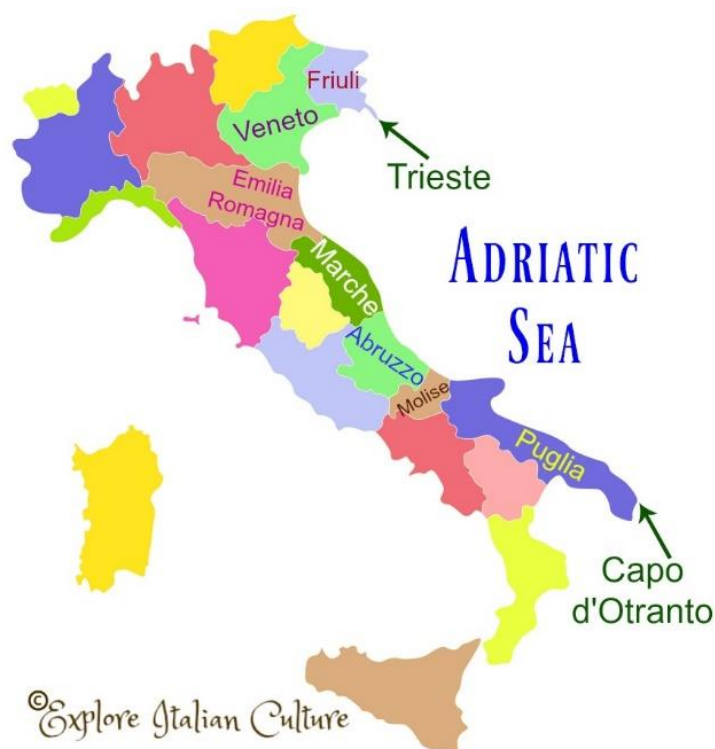 Friuli
Veneto
Trieste
Emilia
Romagna
ADRIATIC
SEA
Marche
Abruzzo
Molise
Puglia
Capo
d'Otranto
©Explore Italian Culture